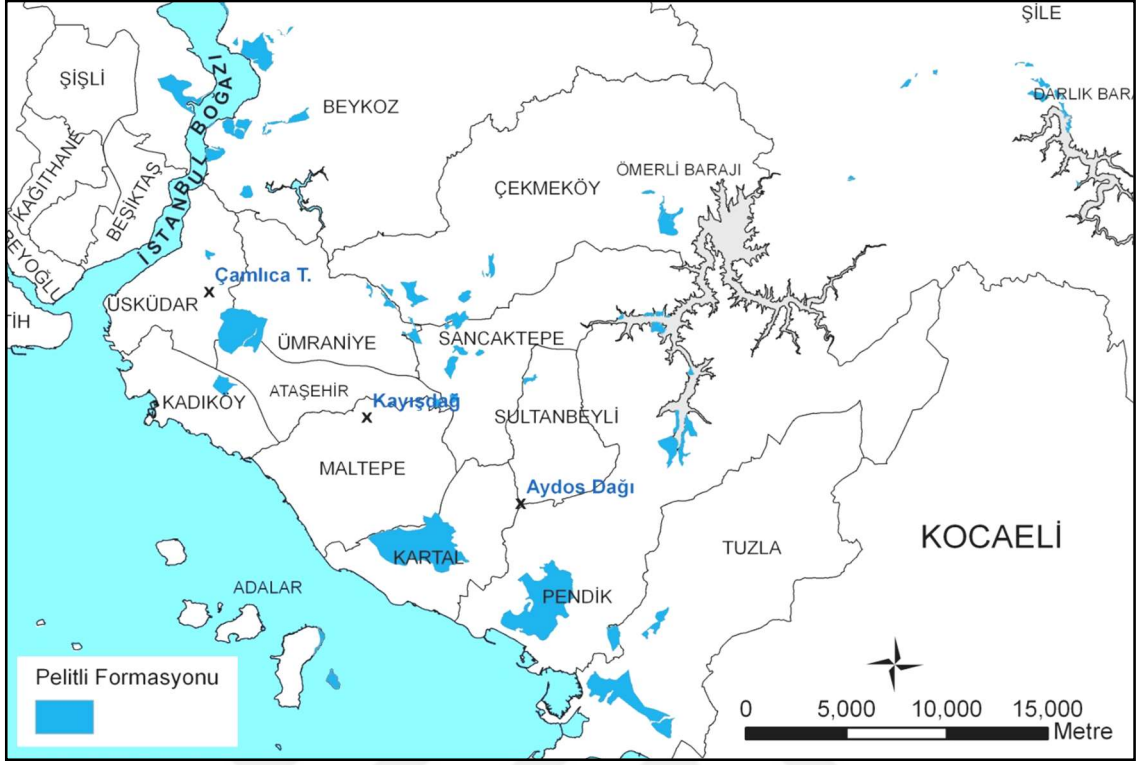 ŞİLE
ŞİŞLİ
BEYKOZ
DARLIK BARA
İSTANBUL BOĞAZI
KAGITHANE
BEŞİKTAŞ
ÖMERLİ BARAJI
ÇEKMEKÖY
BEYOĞLU
Çamlıca T.
ÜSKÜDAR
TİH
ÜMRANİYE
SANCAKTEPE
ATAŞEHİR
KADIKÖY
Kayışdağ
SULTANBEYLİ
MALTEPE
Aydos Dağı
KOCAELİ
TUZLA
KARTAL
ADALAR
PENDİK
Pelitli Formasyonu
0 5,000 10,000 15,000
Metre